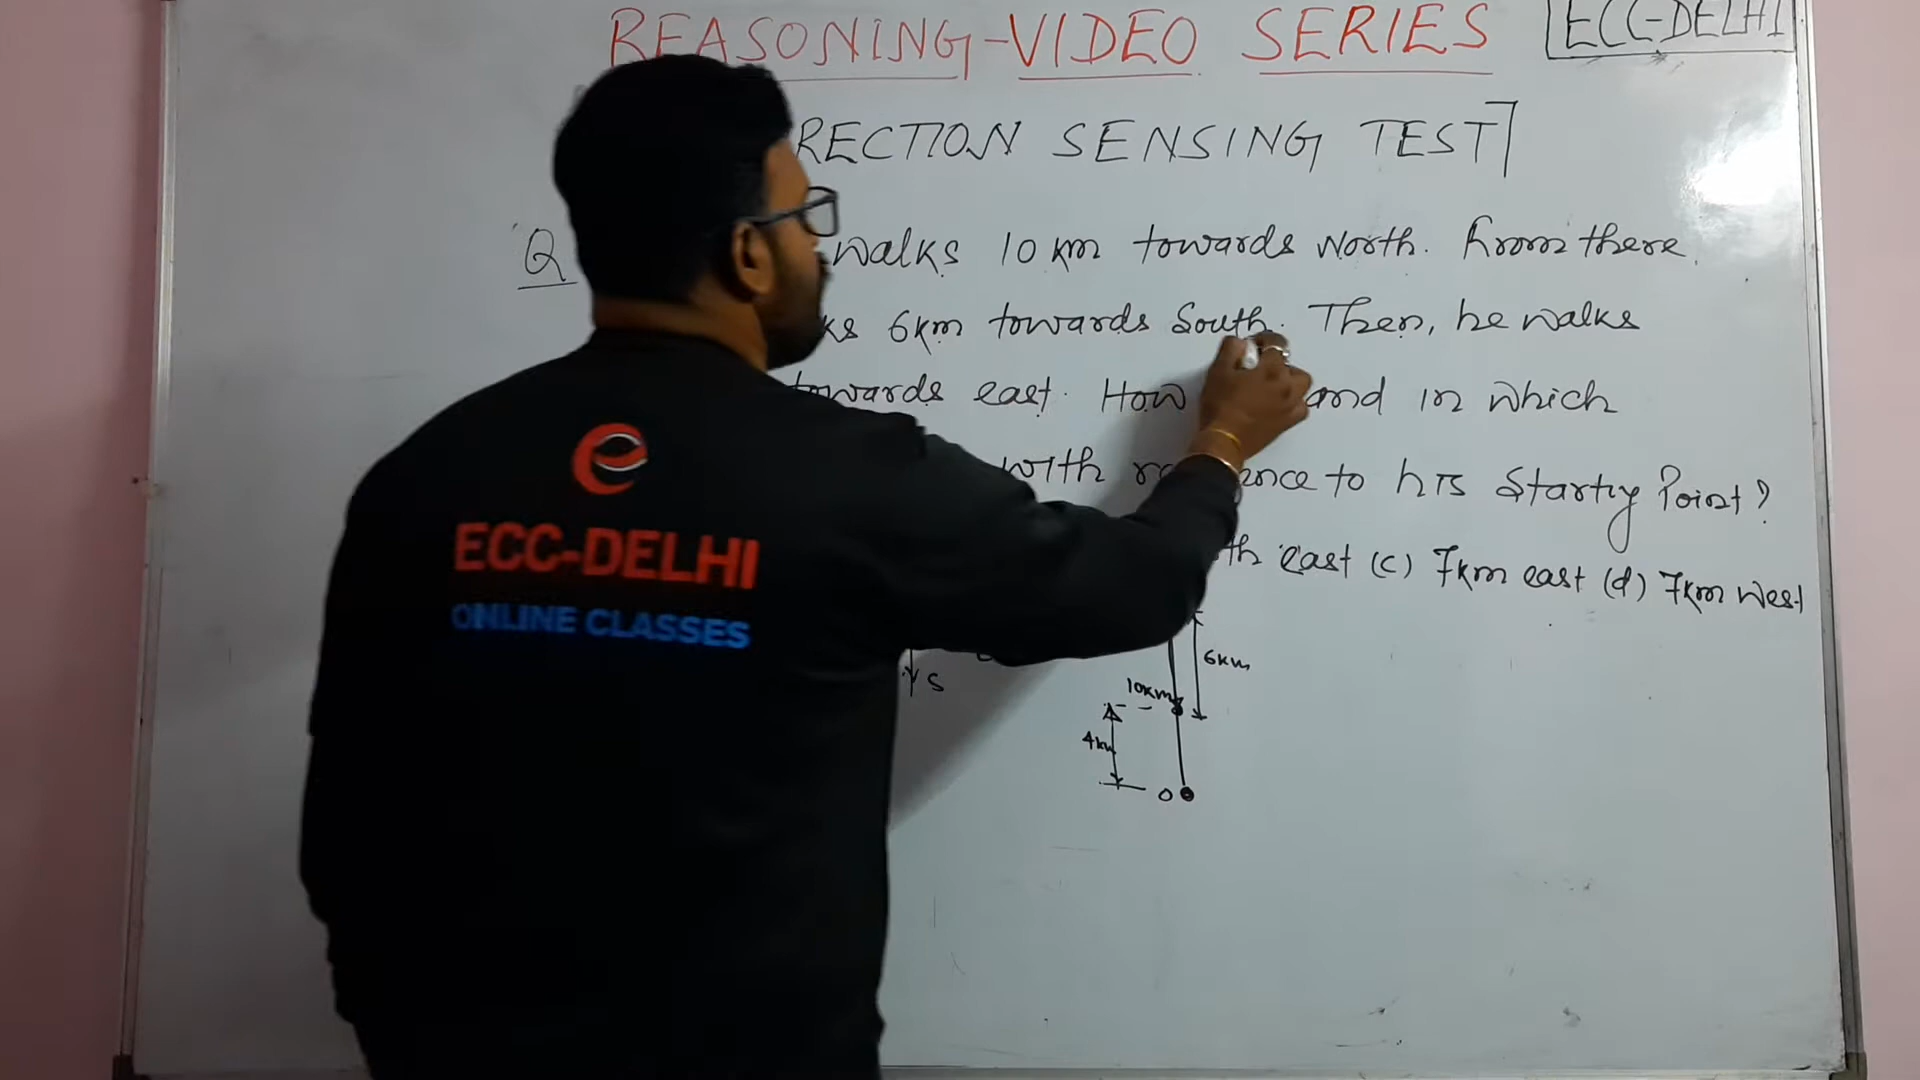 REASONING-VIDEO SERIES
ECC-DELHI
RECTION SENSING TEST
Q walks 10 km towards North. From there
ks 6km towards South. Then, he walks
towards east. How and in which
with to his Starting Point?
th east (c) 7km east (d) 7km West
S
6km
10km
4km
O
e
ECC-DELHI
ONLINE CLASSES